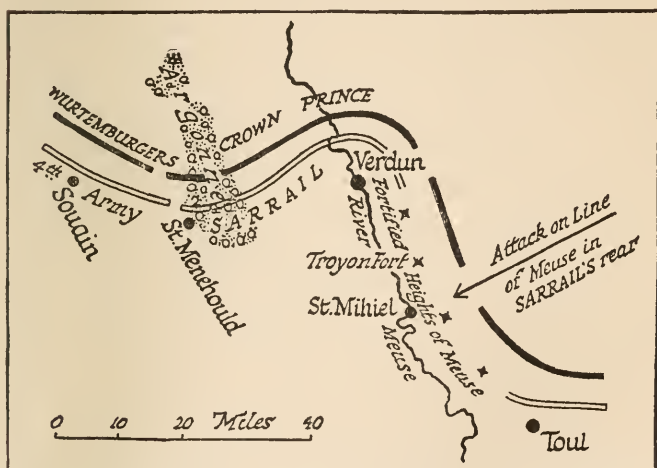 Argonne
WURTEMBURGERS
CROWN PRINCE
4th Army
SARRAIL
Souain
St. Menehould
Verdun
River
Meuse
Fortified
Heights of Meuse
Troyon Fort
St. Mihiel
Attack on Line
of Meuse in
SARRAIL'S rear
Toul
0 10 20 Miles 40